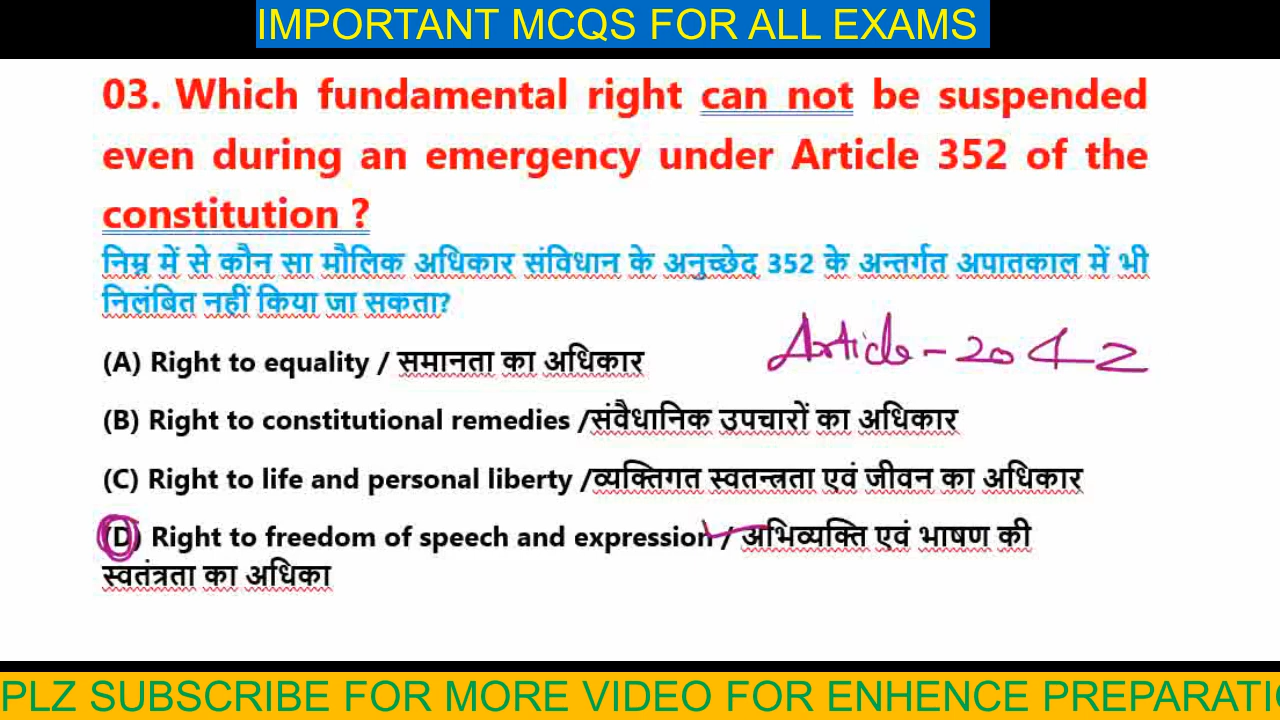 IMPORTANT MCQS FOR ALL EXAMS
03. Which fundamental right can not be suspended
even during an emergency under Article 352 of the
constitution ?
निम्न में से कौन सा मौलिक अधिकार संविधान के अनुच्छेद 352 के अन्तर्गत अपातकाल में भी
निलंबित नहीं किया जा सकता?
Article-20
(A) Right to equality / समानता का अधिकार
(B) Right to constitutional remedies /संवैधानिक उपचारों का अधिकार
(C) Right to life and personal liberty /व्यक्तिगत स्वतन्त्रता एवं जीवन का अधिकार
(D) Right to freedom of speech and expression / अभिव्यक्ति एवं भाषण की
स्वतंत्रता का अधिका
PLZ SUBSCRIBE FOR MORE VIDEO FOR ENHENCE PREPARATIO